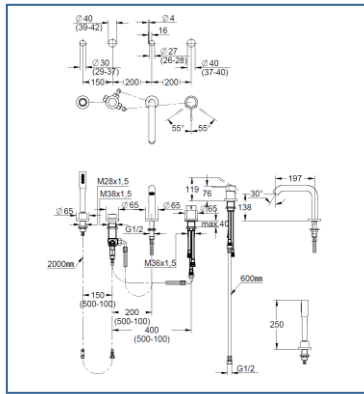 Ø40
(39-42)
Ø4
16
Ø27
(26-28)
Ø30
(29-37)
Ø40
(37-40)
150
(200)
(200)
55°
55°
M28x1,5
M38x1,5
Ø65
Ø65
Ø65
Ø65
G1/2
M36x1,5
119
76
max.40
197
30°
138
2000mm
600mm
150
(500-100)
200
(500-100)
400
(500-100)
250
G1/2